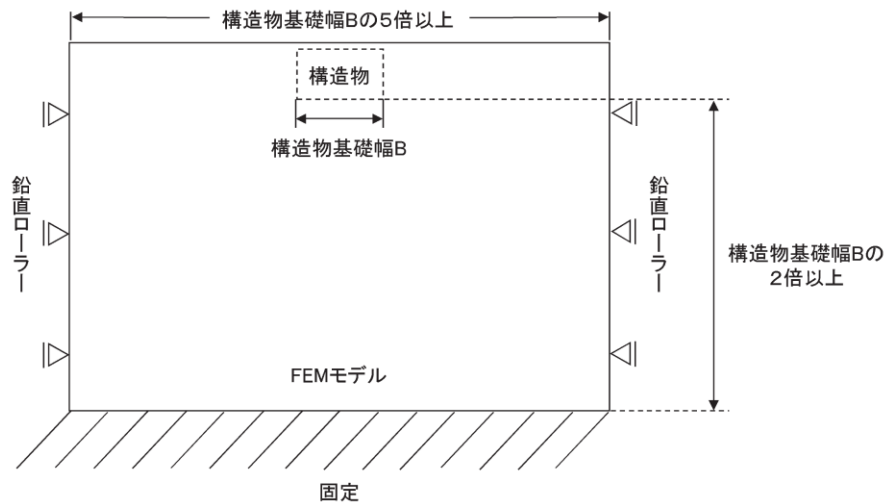 構造物基礎幅Bの5倍以上
構造物
構造物基礎幅B
鉛直ローラー
鉛直ローラー
構造物基礎幅Bの
2倍以上
FEMモデル
固定